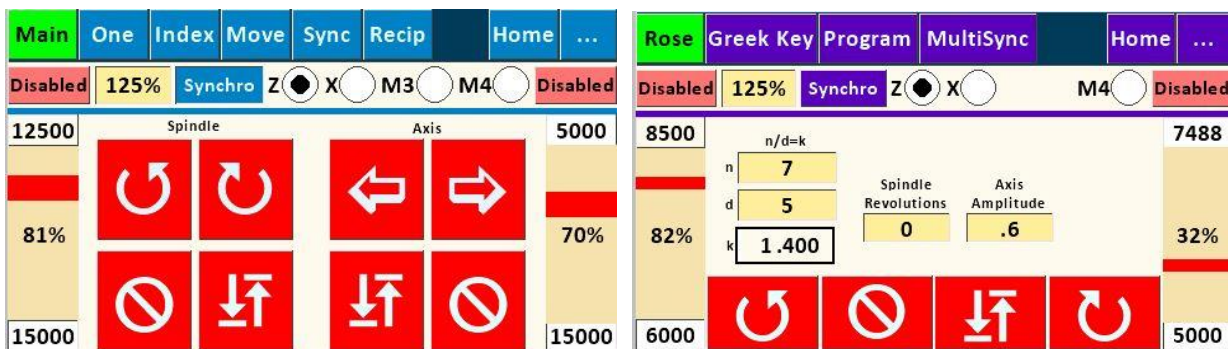 Main One Index Move Sync Recip Home ...
Disabled 125% Synchro Z X M3 M4 Disabled
12500 Spindle Axis 5000
81% 70%
15000 15000
Rose Greek Key Program MultiSync Home ...
Disabled 125% Synchro Z X M4 Disabled
8500 n/d=k 7488
n 7
Spindle Axis
d 5 Revolutions Amplitude
82% k 1.400 0 .6 32%
6000 5000